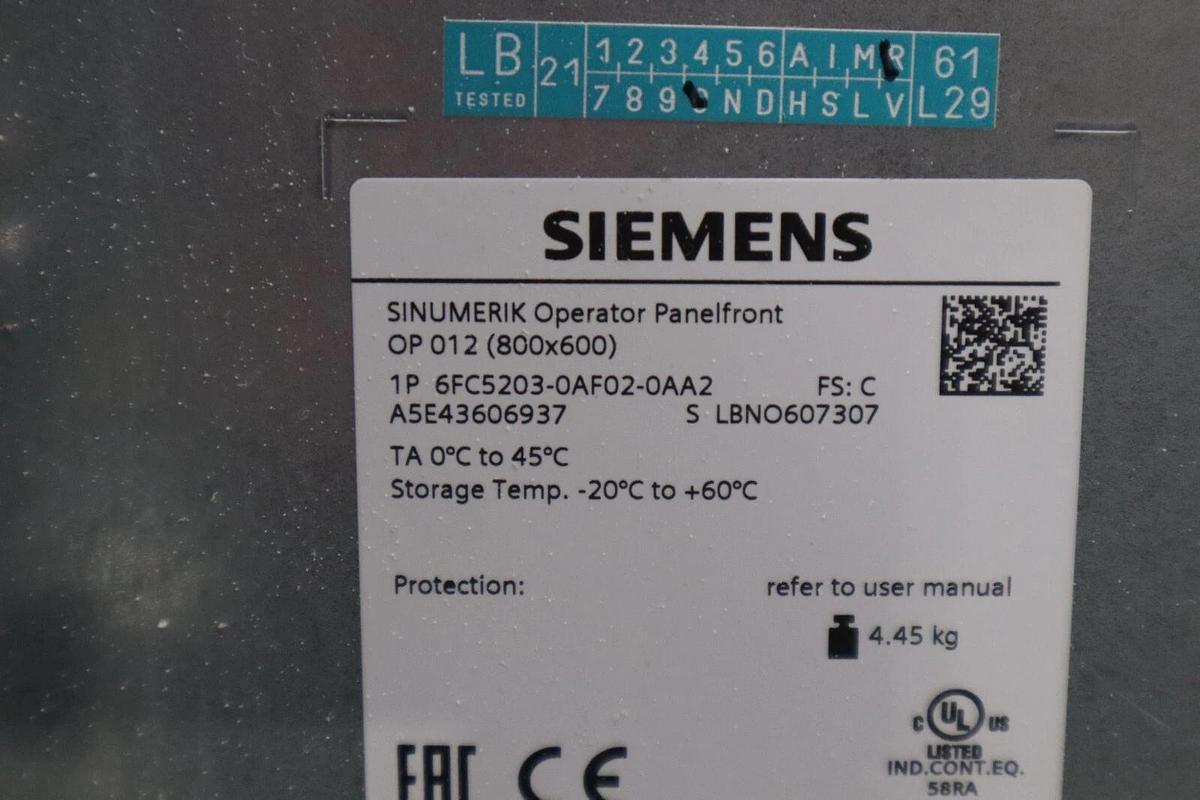 LB 21 1 2 3 4 5 6 A I M R 61
TESTED 7 8 9 N D H S L V L29
SIEMENS
SINUMERIK Operator Panelfront
OP 012 (800x600)
1P 6FC5203-0AF02-0AA2 FS: C
A5E43606937 S LBNO607307
TA 0°C to 45°C
Storage Temp. -20°C to +60°C
Protection: refer to user manual
4.45 kg
C UL US
LISTED
IND.CONT.EQ.
58RA
EAC CE